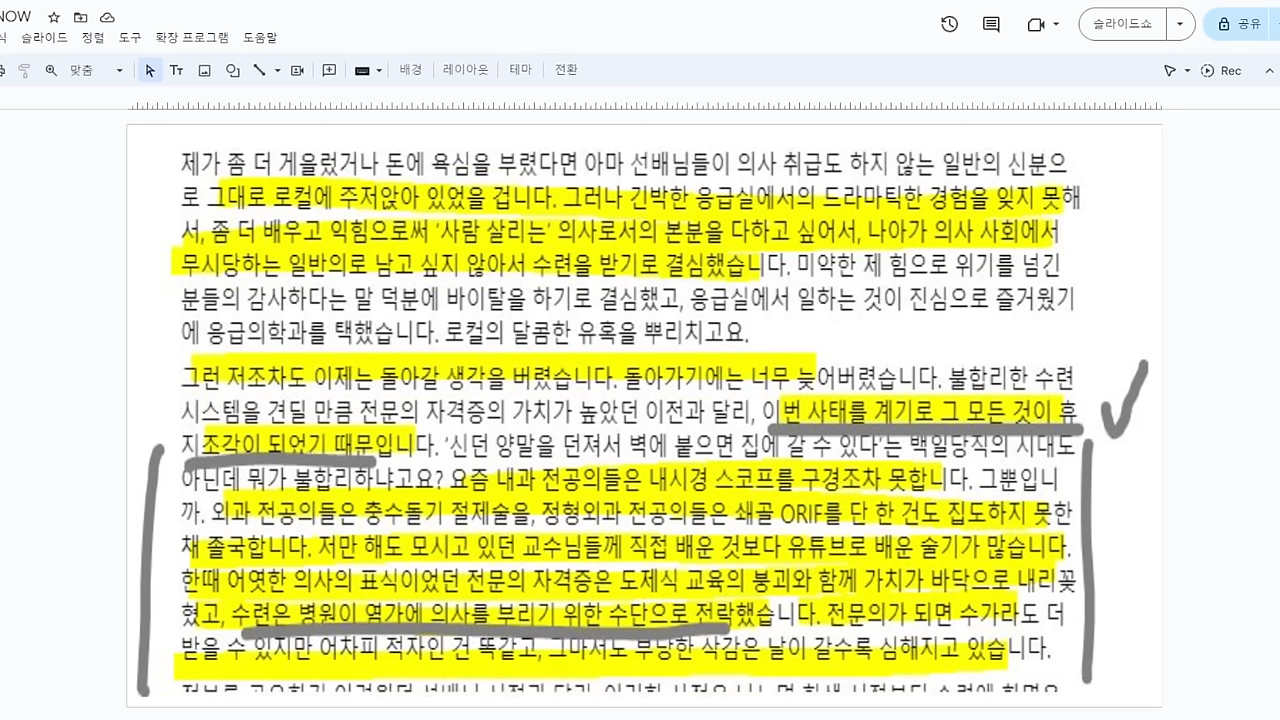 NOW
식 슬라이드 정렬 도구 확장 프로그램 도움말
슬라이드쇼
공유
맞춤
배경 레이아웃 테마 전환
Rec
제가 좀 더 게을렀거나 돈에 욕심을 부렸다면 아마 선배님들이 의사 취급도 하지 않는 일반의 신분으
로 그대로 로컬에 주저앉아 있었을 겁니다. 그러나 긴박한 응급실에서의 드라마틱한 경험을 잊지 못해
서, 좀 더 배우고 익힘으로써 '사람 살리는' 의사로서의 본분을 다하고 싶어서, 나아가 의사 사회에서
무시당하는 일반의로 남고 싶지 않아서 수련을 받기로 결심했습니다. 미약한 제 힘으로 위기를 넘긴
분들의 감사하다는 말 덕분에 바이탈을 하기로 결심했고, 응급실에서 일하는 것이 진심으로 즐거웠기
에 응급의학과를 택했습니다. 로컬의 달콤한 유혹을 뿌리치고요.
그런 저조차도 이제는 돌아갈 생각을 버렸습니다. 돌아가기에는 너무 늦어버렸습니다. 불합리한 수련
시스템을 견딜 만큼 전문의 자격증의 가치가 높았던 이전과 달리, 이번 사태를 계기로 그 모든 것이 휴
지조각이 되었기 때문입니다. '신던 양말을 던져서 벽에 붙으면 집에 갈 수 있다'는 백일당직의 시대도
아닌데 뭐가 불합리하냐고요? 요즘 내과 전공의들은 내시경 스코프를 구경조차 못합니다. 그뿐입니
까. 외과 전공의들은 충수돌기 절제술을, 정형외과 전공의들은 쇄골 ORIF를 단 한 건도 집도하지 못한
채 졸국합니다. 저만 해도 모시고 있던 교수님들께 직접 배운 것보다 유튜브로 배운 술기가 많습니다.
한때 어엿한 의사의 표식이었던 전문의 자격증은 도제식 교육의 붕괴와 함께 가치가 바닥으로 내리꽂
혔고, 수련은 병원이 염가에 의사를 부리기 위한 수단으로 전락했습니다. 전문의가 되면 수가라도 더
받을 수 있지만 어차피 적자인 건 똑같고, 그마저도 부당한 삭감은 날이 갈수록 심해지고 있습니다.